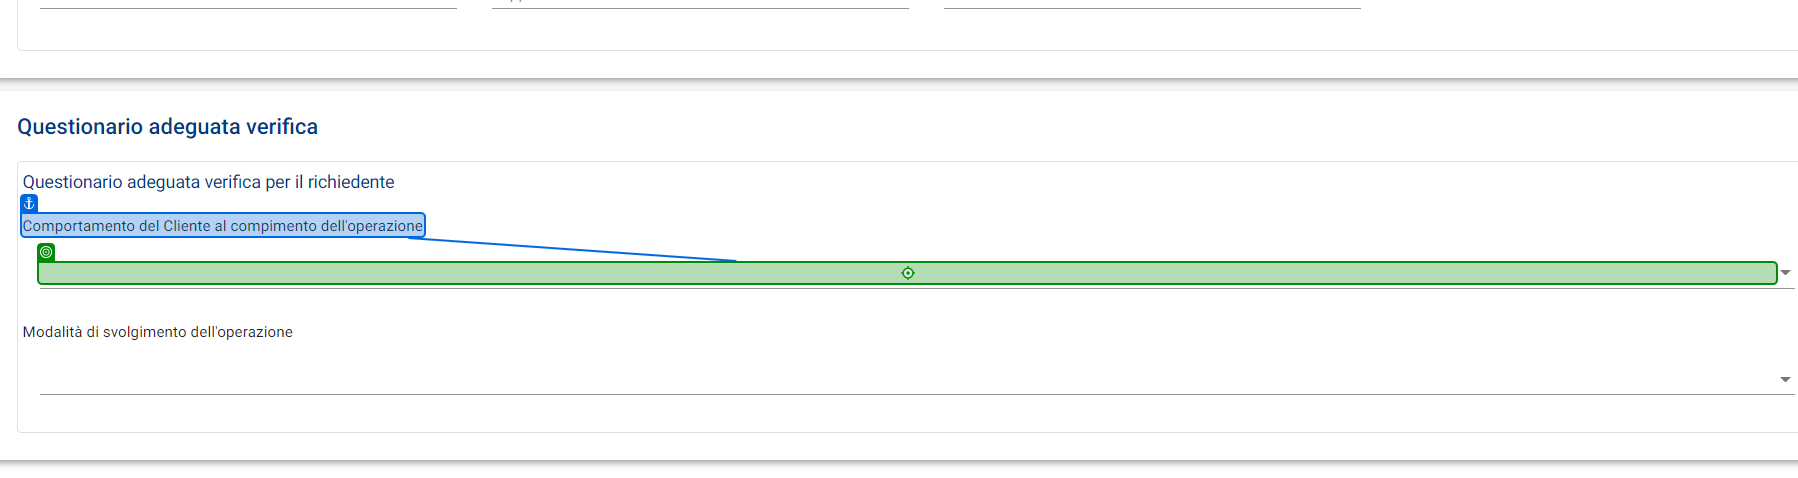 Questionario adeguata verifica
Questionario adeguata verifica per il richiedente
Comportamento del Cliente al compimento dell'operazione
Modalità di svolgimento dell'operazione